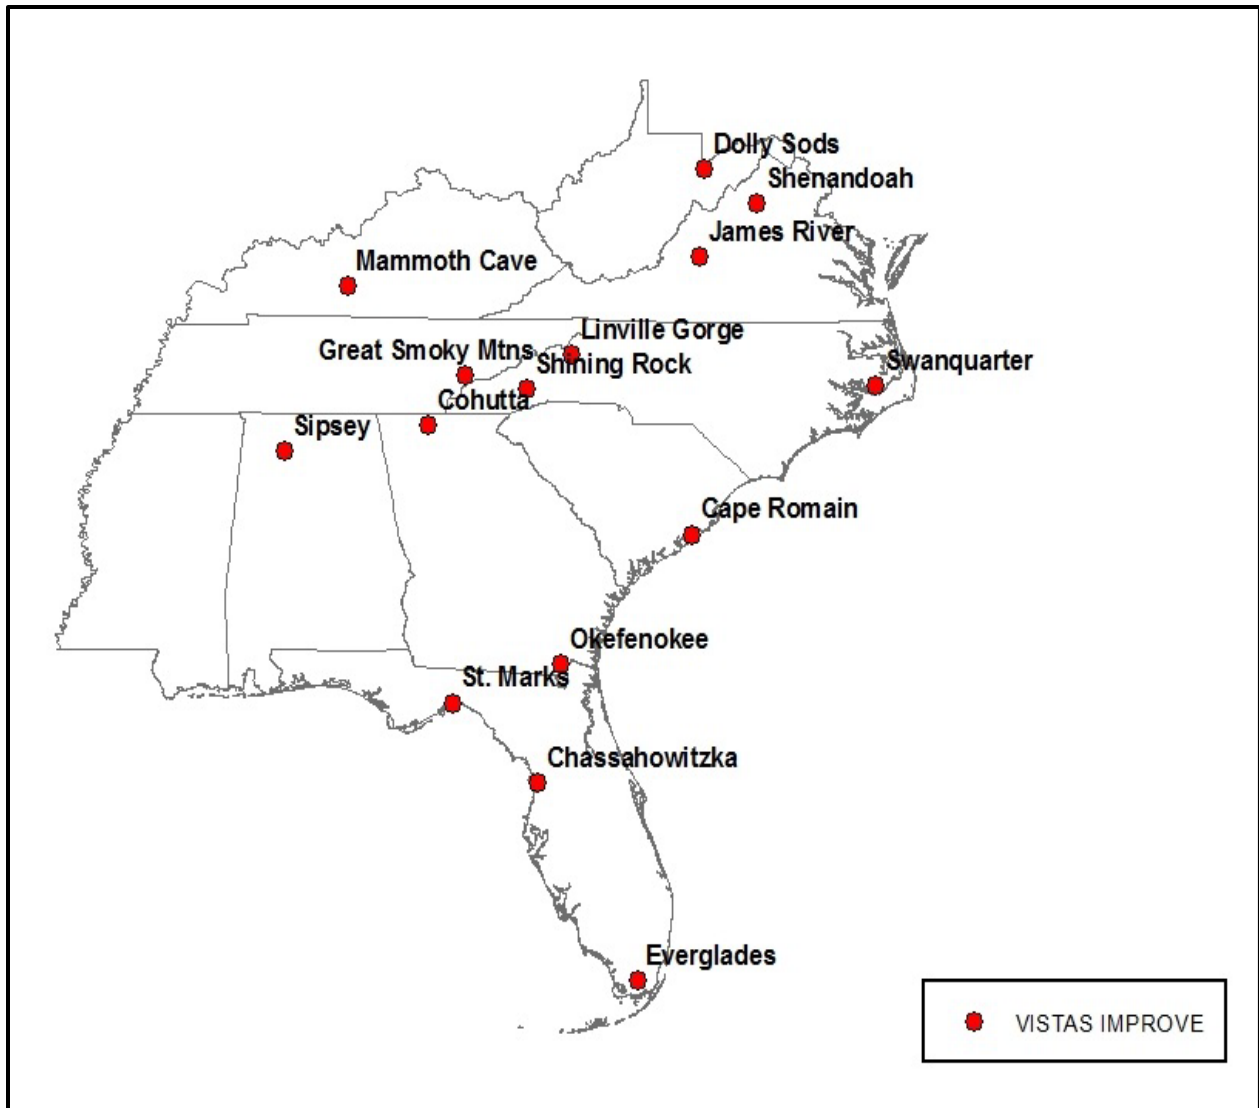 Dolly Sods
Shenandoah
James River
Mammoth Cave
Linville Gorge
Great Smoky Mtns
Shining Rock
Swanquarter
Cohutta
Sipsey
Cape Romain
Okefenokee
St. Marks
Chassahowitzka
Everglades
VISTAS IMPROVE